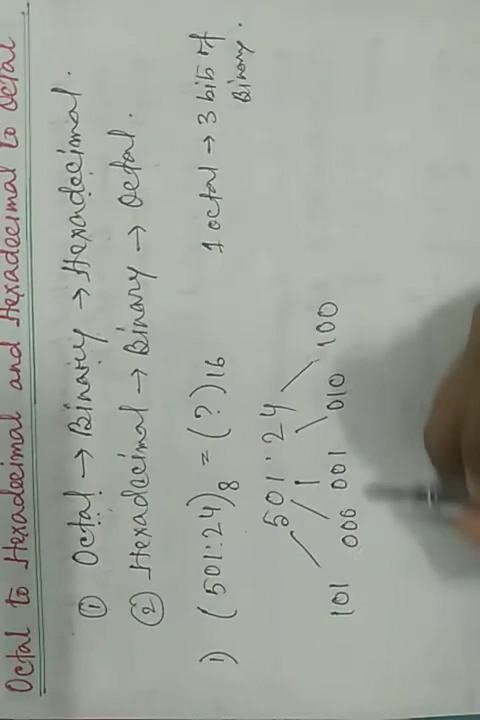 Octal to Hexadecimal and Hexadecimal to Octal
① Octal → Binary → Hexadecimal.
② Hexadecimal → Binary → Octal.
1) (501.24)8 = (?)16
1 octal → 3 bit of
Binary.
501.24
101 000 001 010 100